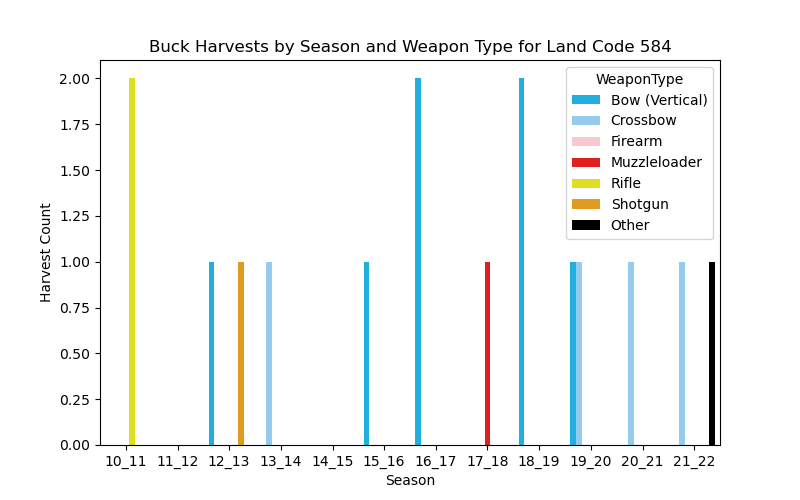 Buck Harvests by Season and Weapon Type for Land Code 584
WeaponType
Bow (Vertical)
Crossbow
Firearm
Muzzleloader
Rifle
Shotgun
Other
Harvest Count
2.00
1.75
1.50
1.25
1.00
0.75
0.50
0.25
0.00
10_11 11_12 12_13 13_14 14_15 15_16 16_17 17_18 18_19 19_20 20_21 21_22
Season